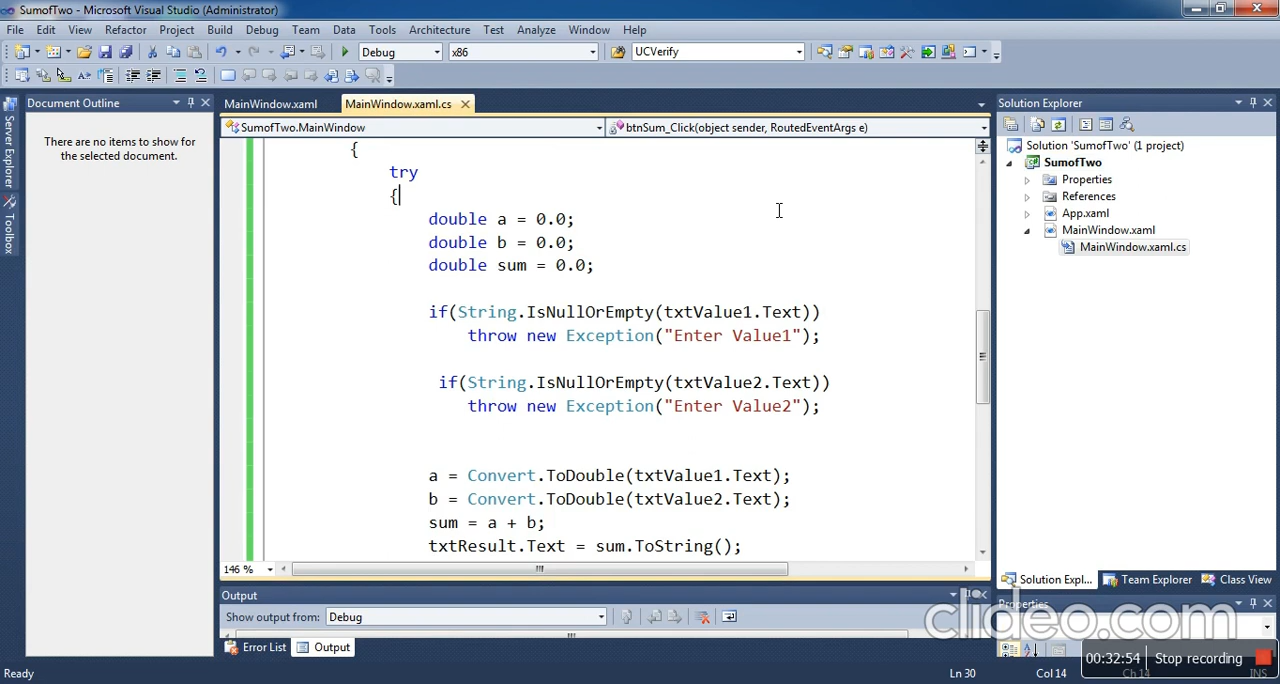 SumofTwo - Microsoft Visual Studio (Administrator)
File Edit View Refactor Project Build Debug Team Data Tools Architecture Test Analyze Window Help
Debug x86 UCVerify
Document Outline
There are no items to show
for the selected document.
Server Explorer
Toolbox
MainWindow.xaml MainWindow.xaml.cs
SumofTwo.MainWindow btnSum_Click(object sender, RoutedEventArgs e)
{
try
{
double a = 0.0;
double b = 0.0;
double sum = 0.0;
if(String.IsNullOrEmpty(txtValue1.Text))
throw new Exception("Enter Value1");
if(String.IsNullOrEmpty(txtValue2.Text))
throw new Exception("Enter Value2");
a = Convert.ToDouble(txtValue1.Text);
b = Convert.ToDouble(txtValue2.Text);
sum = a + b;
txtResult.Text = sum.ToString();
146 %
Output
Show output from: Debug
Error List Output
Solution Explorer
Solution 'SumofTwo' (1 project)
SumofTwo
Properties
References
App.xaml
MainWindow.xaml
MainWindow.xaml.cs
Solution Expl... Team Explorer Class View
Properties
clideo.com
00:32:54 Stop recording
Ready Ln 30 Col 14 INS